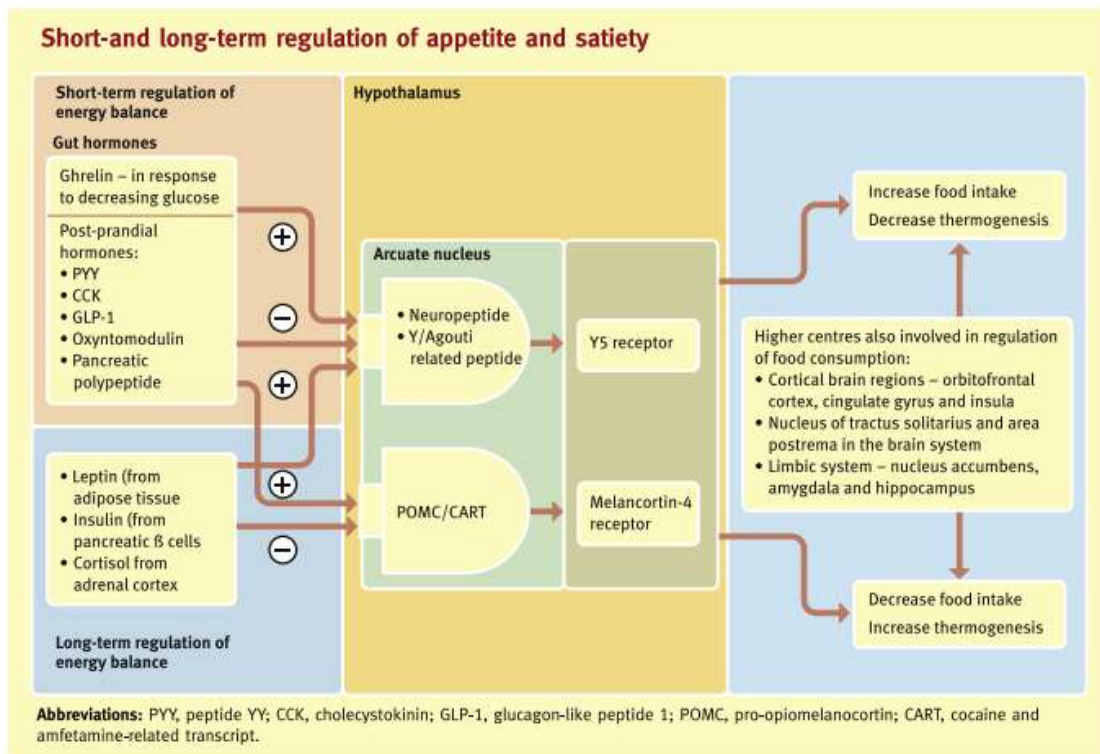 Short-and long-term regulation of appetite and satiety
Short-term regulation of
energy balance
Gut hormones
Ghrelin – in response
to decreasing glucose
Post-prandial
hormones:
• PYY
• CCK
• GLP-1
• Oxyntomodulin
• Pancreatic
polypeptide
+
−
+
• Leptin (from
adipose tissue
• Insulin (from
pancreatic ß cells
• Cortisol from
adrenal cortex
+
−
Long-term regulation of
energy balance
Hypothalamus
Arcuate nucleus
• Neuropeptide
• Y/Agouti
related peptide
Y5 receptor
POMC/CART
Melancortin-4
receptor
Increase food intake
Decrease thermogenesis
Higher centres also involved in regulation
of food consumption:
• Cortical brain regions – orbitofrontal
cortex, cingulate gyrus and insula
• Nucleus of tractus solitarius and area
postrema in the brain system
• Limbic system – nucleus accumbens,
amygdala and hippocampus
Decrease food intake
Increase thermogenesis
Abbreviations: PYY, peptide YY; CCK, cholecystokinin; GLP-1, glucagon-like peptide 1; POMC, pro-opiomelanocortin; CART, cocaine and
amfetamine-related transcript.